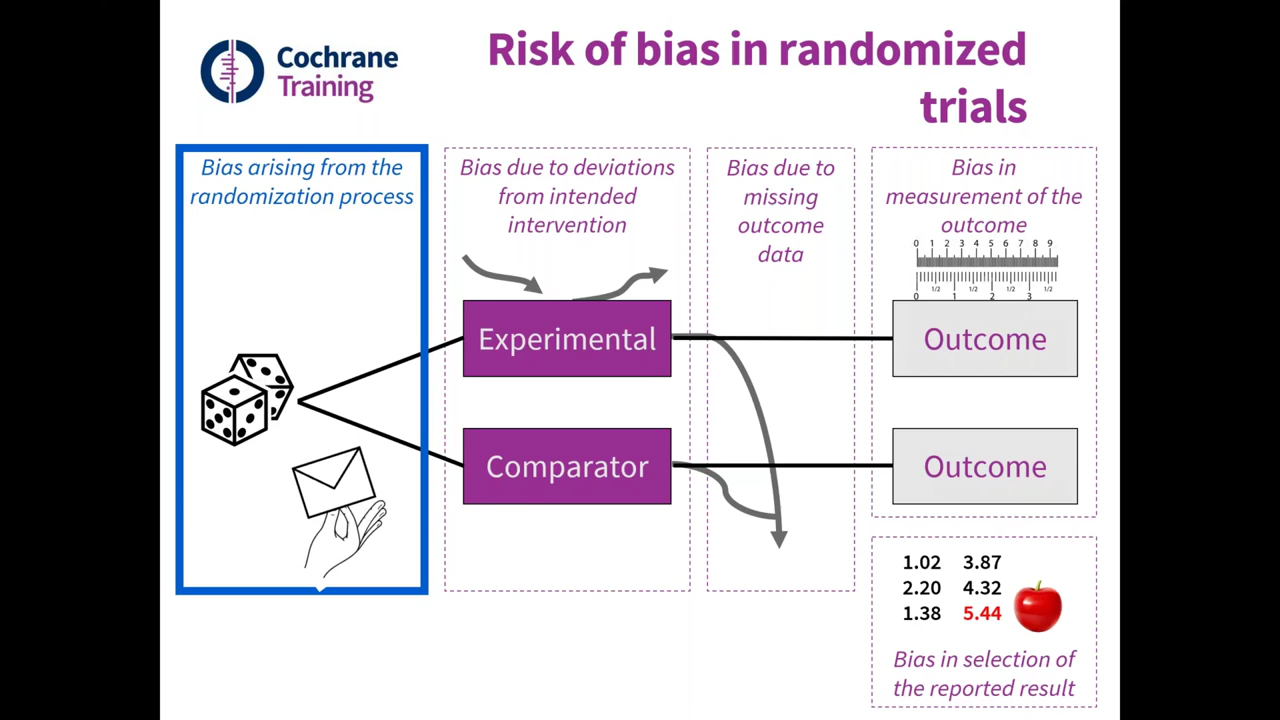 Cochrane
Training
Risk of bias in randomized
trials
Bias arising from the
randomization process
Bias due to deviations
from intended
intervention
Bias due to
missing
outcome
data
Bias in
measurement of the
outcome
0 1 2 3 4 5 6 7 8 9
1/2 1/2 1/2 1/2
0 1 2 3
Experimental
Outcome
Comparator
Outcome
1.02 3.87
2.20 4.32
1.38 5.44
Bias in selection of
the reported result